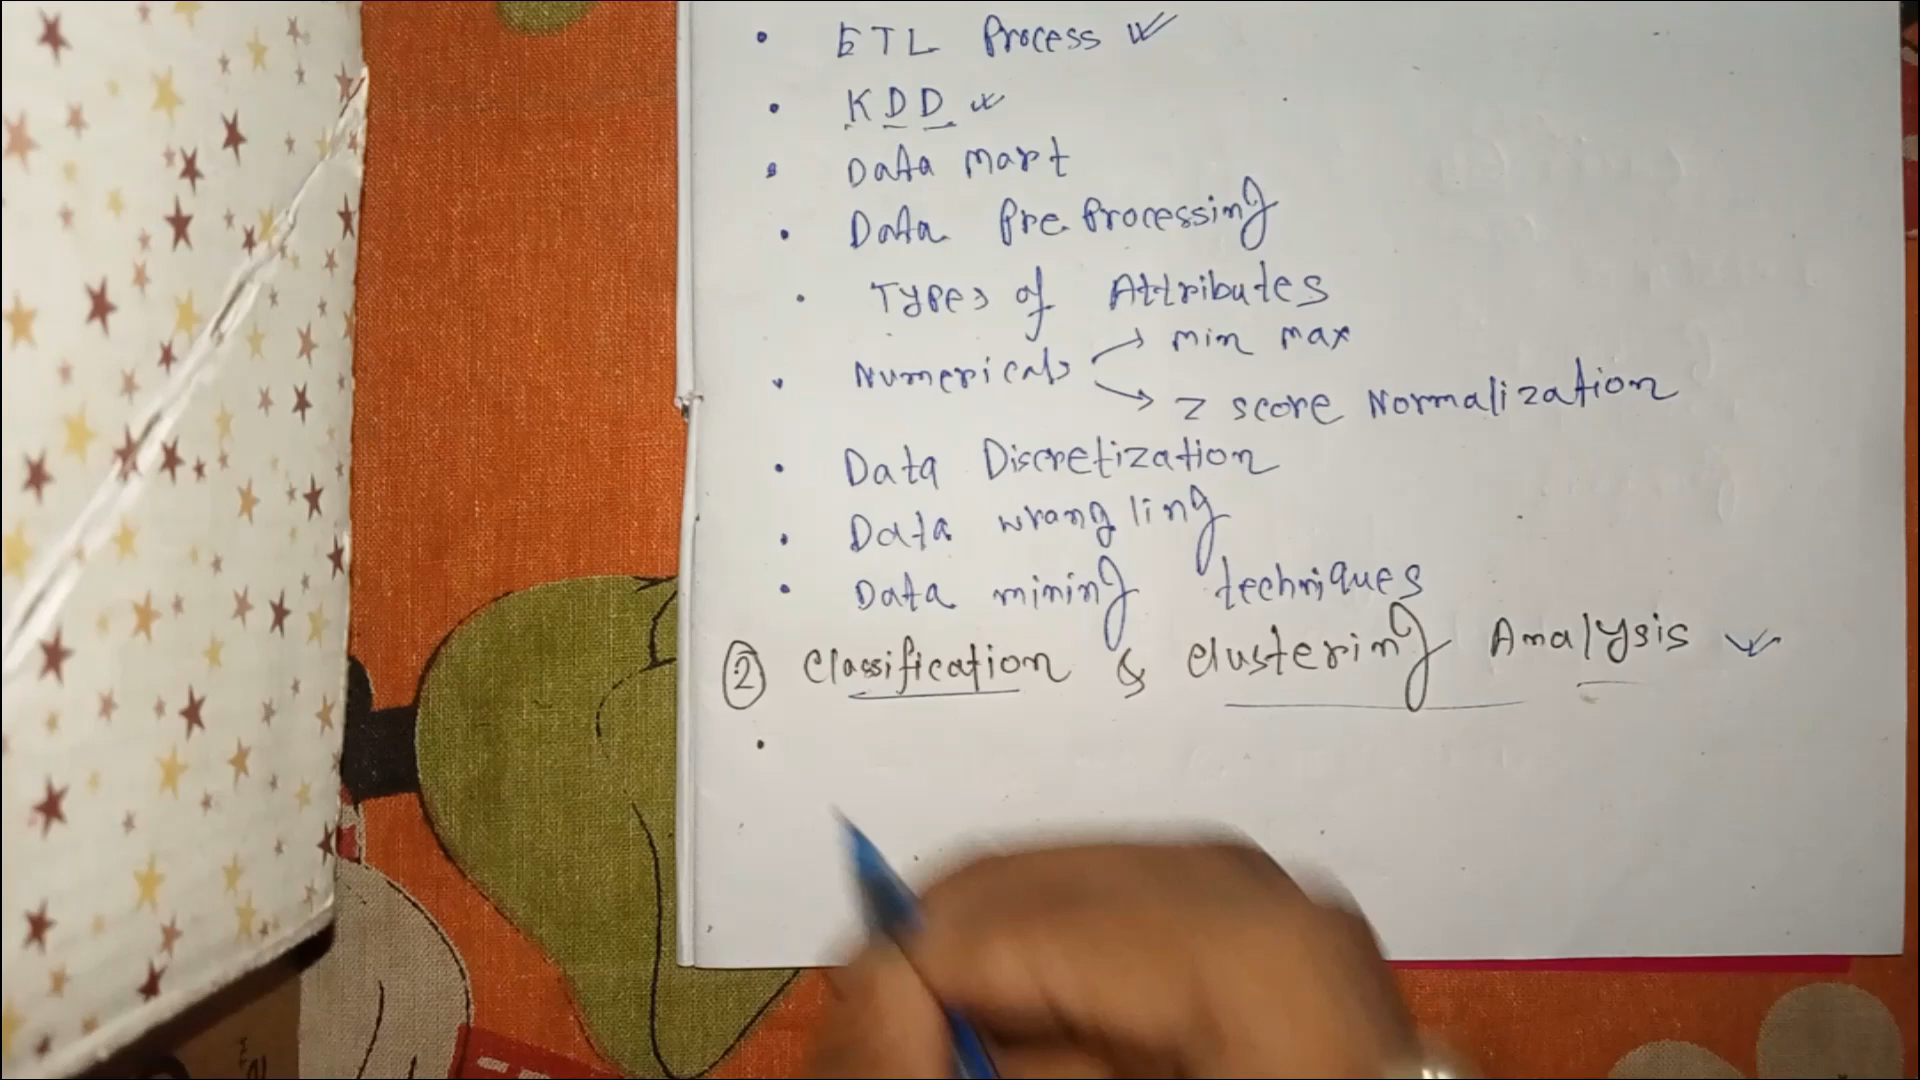 • ETL Process
• KDD
• Data Mart
• Data Pre Processing
• Types of Attributes
• Numericals → min max
→ Z score Normalization
• Data Discretization
• Data wrangling
• Data mining techniques
② Classification & Clustering Analysis
•